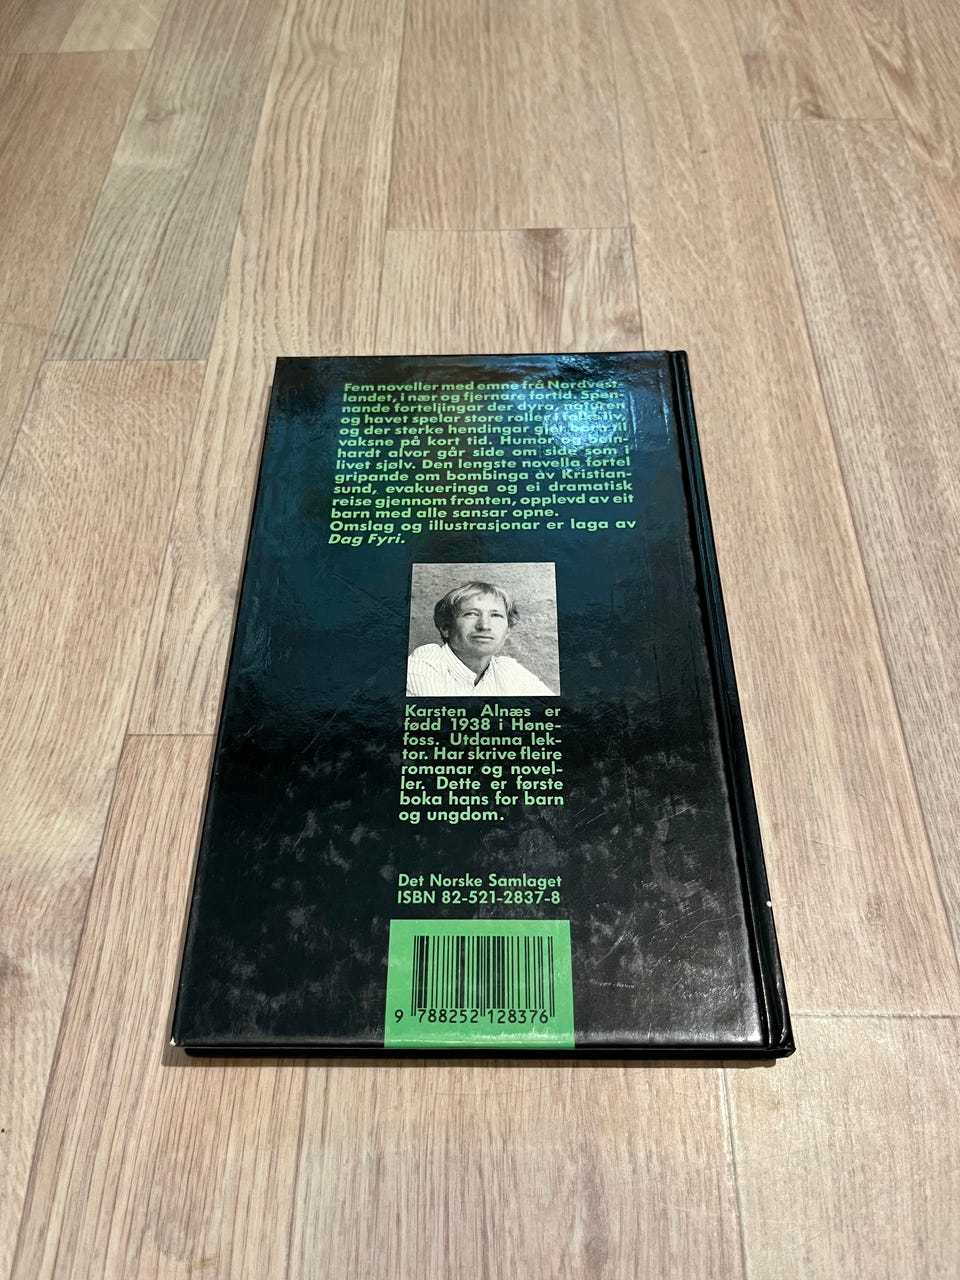 Fem noveller med emne frå Nordvest-
landet, i nær og fjernare fortid. Spen-
nande forteljingar der dyra, naturen
og havet spelar store roller i folks liv,
og der sterke hendingar gjer barn til
vaksne på kort tid. Humor og bein-
hardt alvor går side om side som i
livet sjølv. Den lengste novella fortel
gripande om bombinga av Kristian-
sund, evakueringa og ei dramatisk
reise gjennom fronten, opplevd av eit
barn med alle sansar opne.
Omslag og illustrasjonar er laga av
Dag Fyri.
Karsten Alnæs er
fødd 1938 i Høne-
foss. Utdanna lek-
tor. Har skrive fleire
romanar og novel-
ler. Dette er første
boka hans for barn
og ungdom.
Det Norske Samlaget
ISBN 82-521-2837-8
9 788252 128376